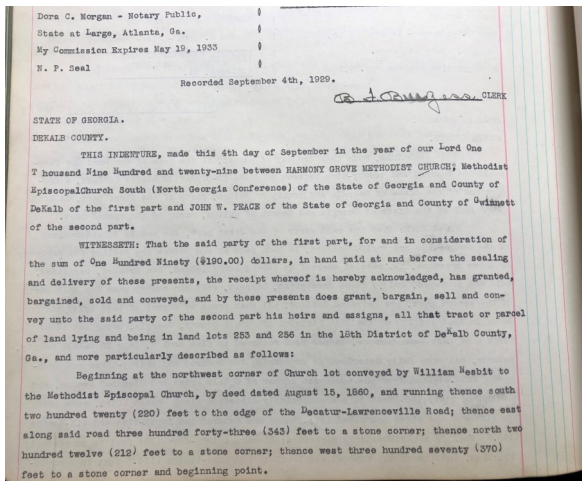 Dora C. Morgan - Notary Public,
State at Large, Atlanta, Ga.
My Commission Expires May 19, 1933
N. P. Seal
Recorded September 4th, 1929.
B F Burgess CLERK
STATE OF GEORGIA.
DEKALB COUNTY.
THIS INDENTURE, made this 4th day of September in the year of our Lord One
T housand Nine Hundred and twenty-nine between HARMONY GROVE METHODIST CHURCH, Methodist
EpiscopalChurch South (North Georgia Conference) of the State of Georgia and County of
DeKalb of the first part and JOHN W. PEACE of the State of Georgia and County of Gwinnett
of the second part.
WITNESSETH: That the said party of the first part, for and in consideration of
the sum of One Hundred Ninety ($190.00) dollars, in hand paid at and before the sealing
and delivery of these presents, the receipt whereof is hereby acknowledged, has granted,
bargained, sold and conveyed, and by these presents does grant, bargain, sell and con-
vey unto the said party of the second part his heirs and assigns, all that tract or parcel
of land lying and being in land lots 253 and 256 in the 18th District of DeKalb County,
Ga., and more particularly described as follows:
Beginning at the northwest corner of Church lot conveyed by William Nesbit to
the Methodist Episcopal Church, by deed dated August 15, 1860, and running thence south
two hundred twenty (220) feet to the edge of the Decatur-Lawrenceville Road; thence east
along said road three hundred forty-three (343) feet to a stone corner; thence north two
hundred twelve (212) feet to a stone corner; thence west three hundred seventy (370)
feet to a stone corner and beginning point.